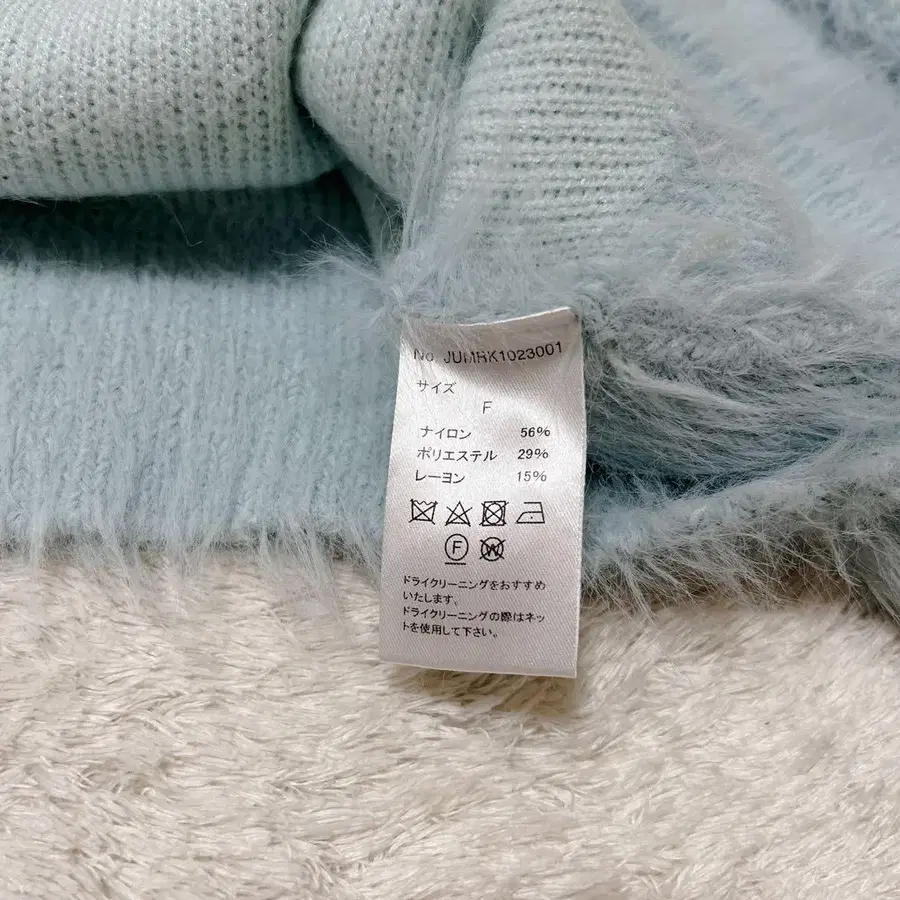 No. JUMRK1023001
サイズ
F
ナイロン 56%
ポリエステル 29%
レーヨン 15%
F W
ドライクリーニングをおすすめ
いたします。
ドライクリーニングの際はネッ
トを使用して下さい。